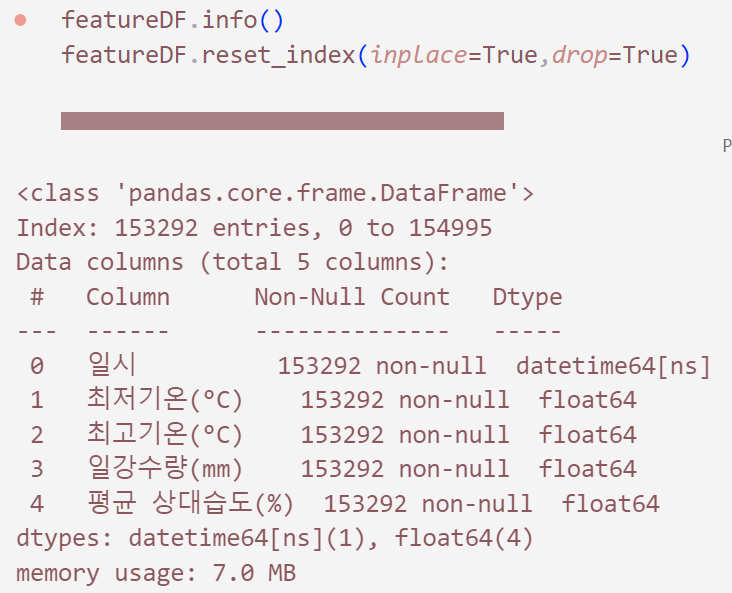 featureDF.info()
featureDF.reset_index(inplace=True,drop=True)
P
<class 'pandas.core.frame.DataFrame'>
Index: 153292 entries, 0 to 154995
Data columns (total 5 columns):
 #   Column      Non-Null Count   Dtype
---  ------      --------------   -----
 0   일시          153292 non-null  datetime64[ns]
 1   최저기온(°C)    153292 non-null  float64
 2   최고기온(°C)    153292 non-null  float64
 3   일강수량(mm)    153292 non-null  float64
 4   평균 상대습도(%)  153292 non-null  float64
dtypes: datetime64[ns](1), float64(4)
memory usage: 7.0 MB